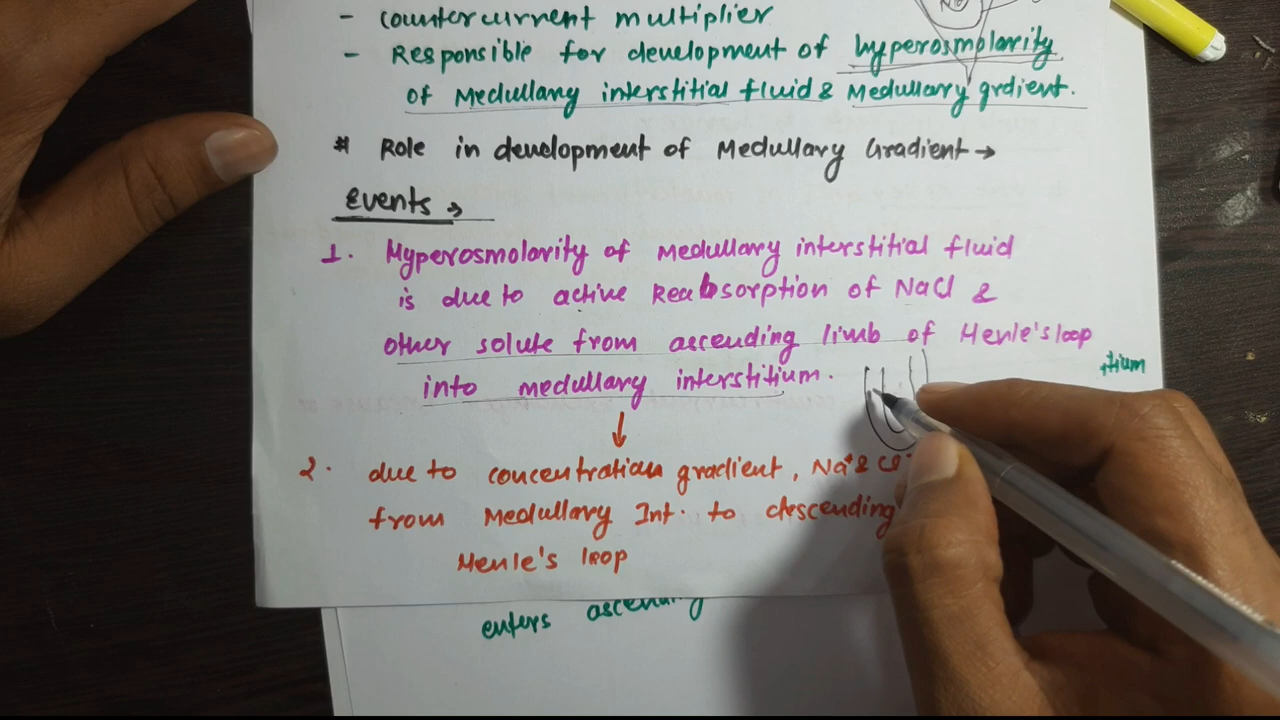 - countercurrent multiplier
- Responsible for development of hyperosmolarity
of Medullary interstitial fluid & Medullary grdient.
* Role in development of Medullary Gradient →
Events →
1. Hyperosmolarity of medullary interstitial fluid
is due to active Reabsorption of NaCl &
other solute from ascending limb of Henle's loop
into medullary interstitium.
↓
2. due to concentration gradient, Na+ & Cl-
from Medullary Int. to descending
Henle's loop
enters ascending